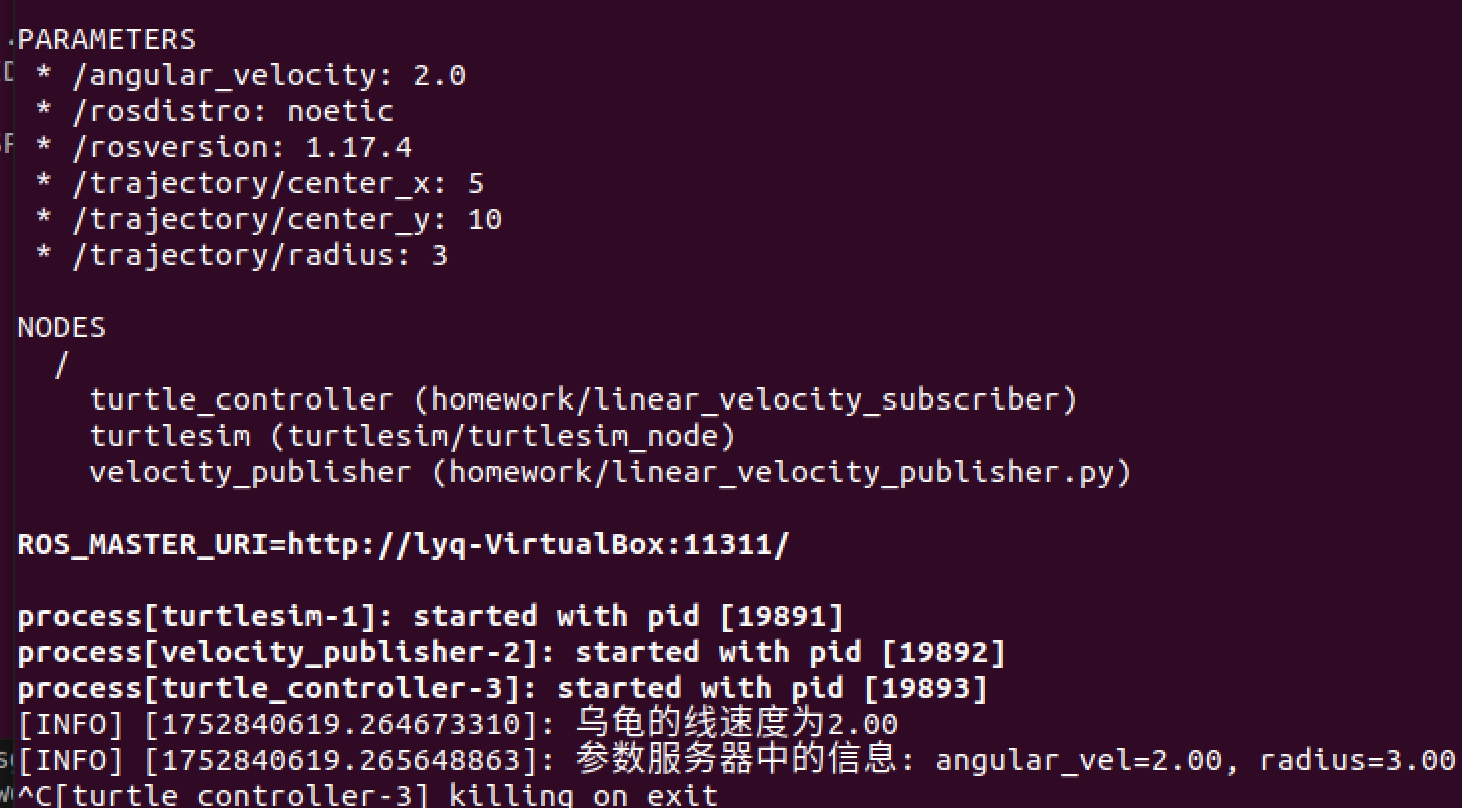 PARAMETERS
* /angular_velocity: 2.0
* /rosdistro: noetic
* /rosversion: 1.17.4
* /trajectory/center_x: 5
* /trajectory/center_y: 10
* /trajectory/radius: 3
NODES
/
turtle_controller (homework/linear_velocity_subscriber)
turtlesim (turtlesim/turtlesim_node)
velocity_publisher (homework/linear_velocity_publisher.py)
ROS_MASTER_URI=http://lyq-VirtualBox:11311/
process[turtlesim-1]: started with pid [19891]
process[velocity_publisher-2]: started with pid [19892]
process[turtle_controller-3]: started with pid [19893]
[INFO] [1752840619.264673310]: 乌龟的线速度为2.00
[INFO] [1752840619.265648863]: 参数服务器中的信息: angular_vel=2.00, radius=3.00
^C[turtle_controller-3] killing on exit